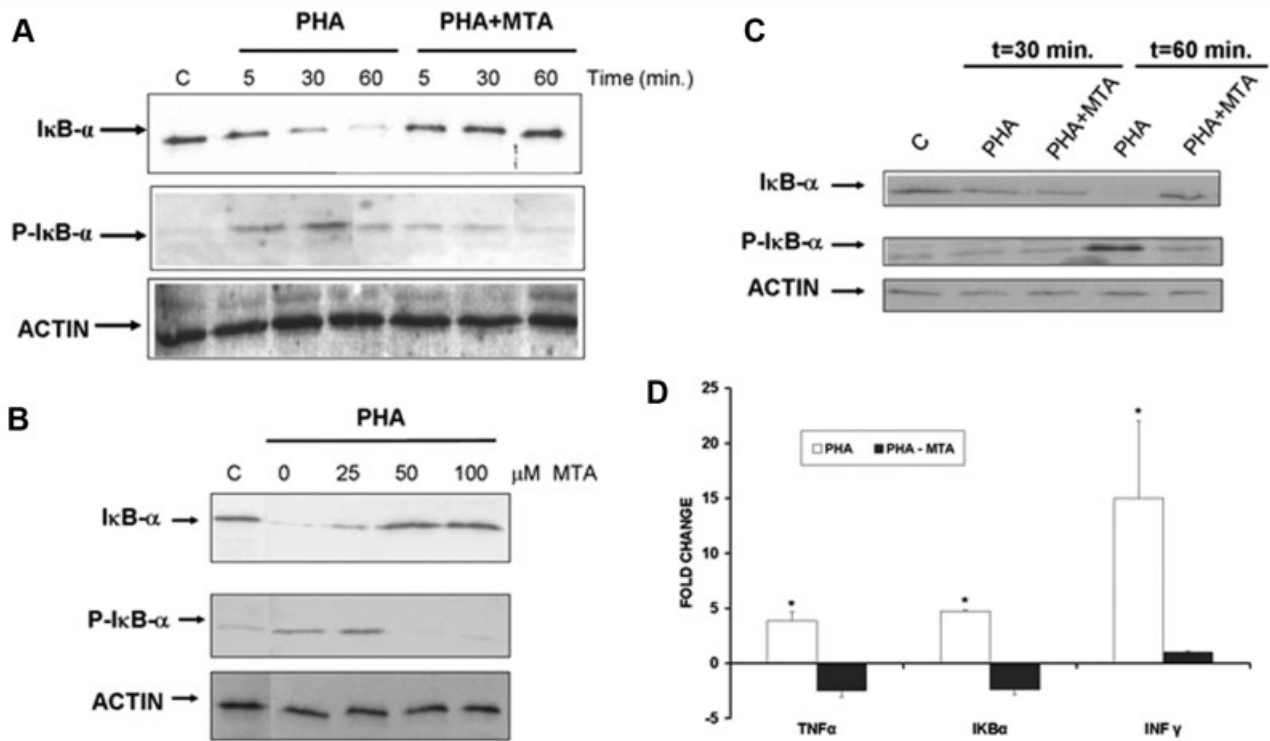 A
PHA PHA+MTA
C 5 30 60 5 30 60 Time (min.)
IκB-α
P-IκB-α
ACTIN
B
PHA
C 0 25 50 100 μM MTA
IκB-α
P-IκB-α
ACTIN
C
t=30 min. t=60 min.
C PHA PHA+MTA PHA PHA+MTA
IκB-α
P-IκB-α
ACTIN
D
FOLD CHANGE
25
20
15
10
5
0
-5
PHA PHA - MTA
* * *
TNFα IKBα INF γ